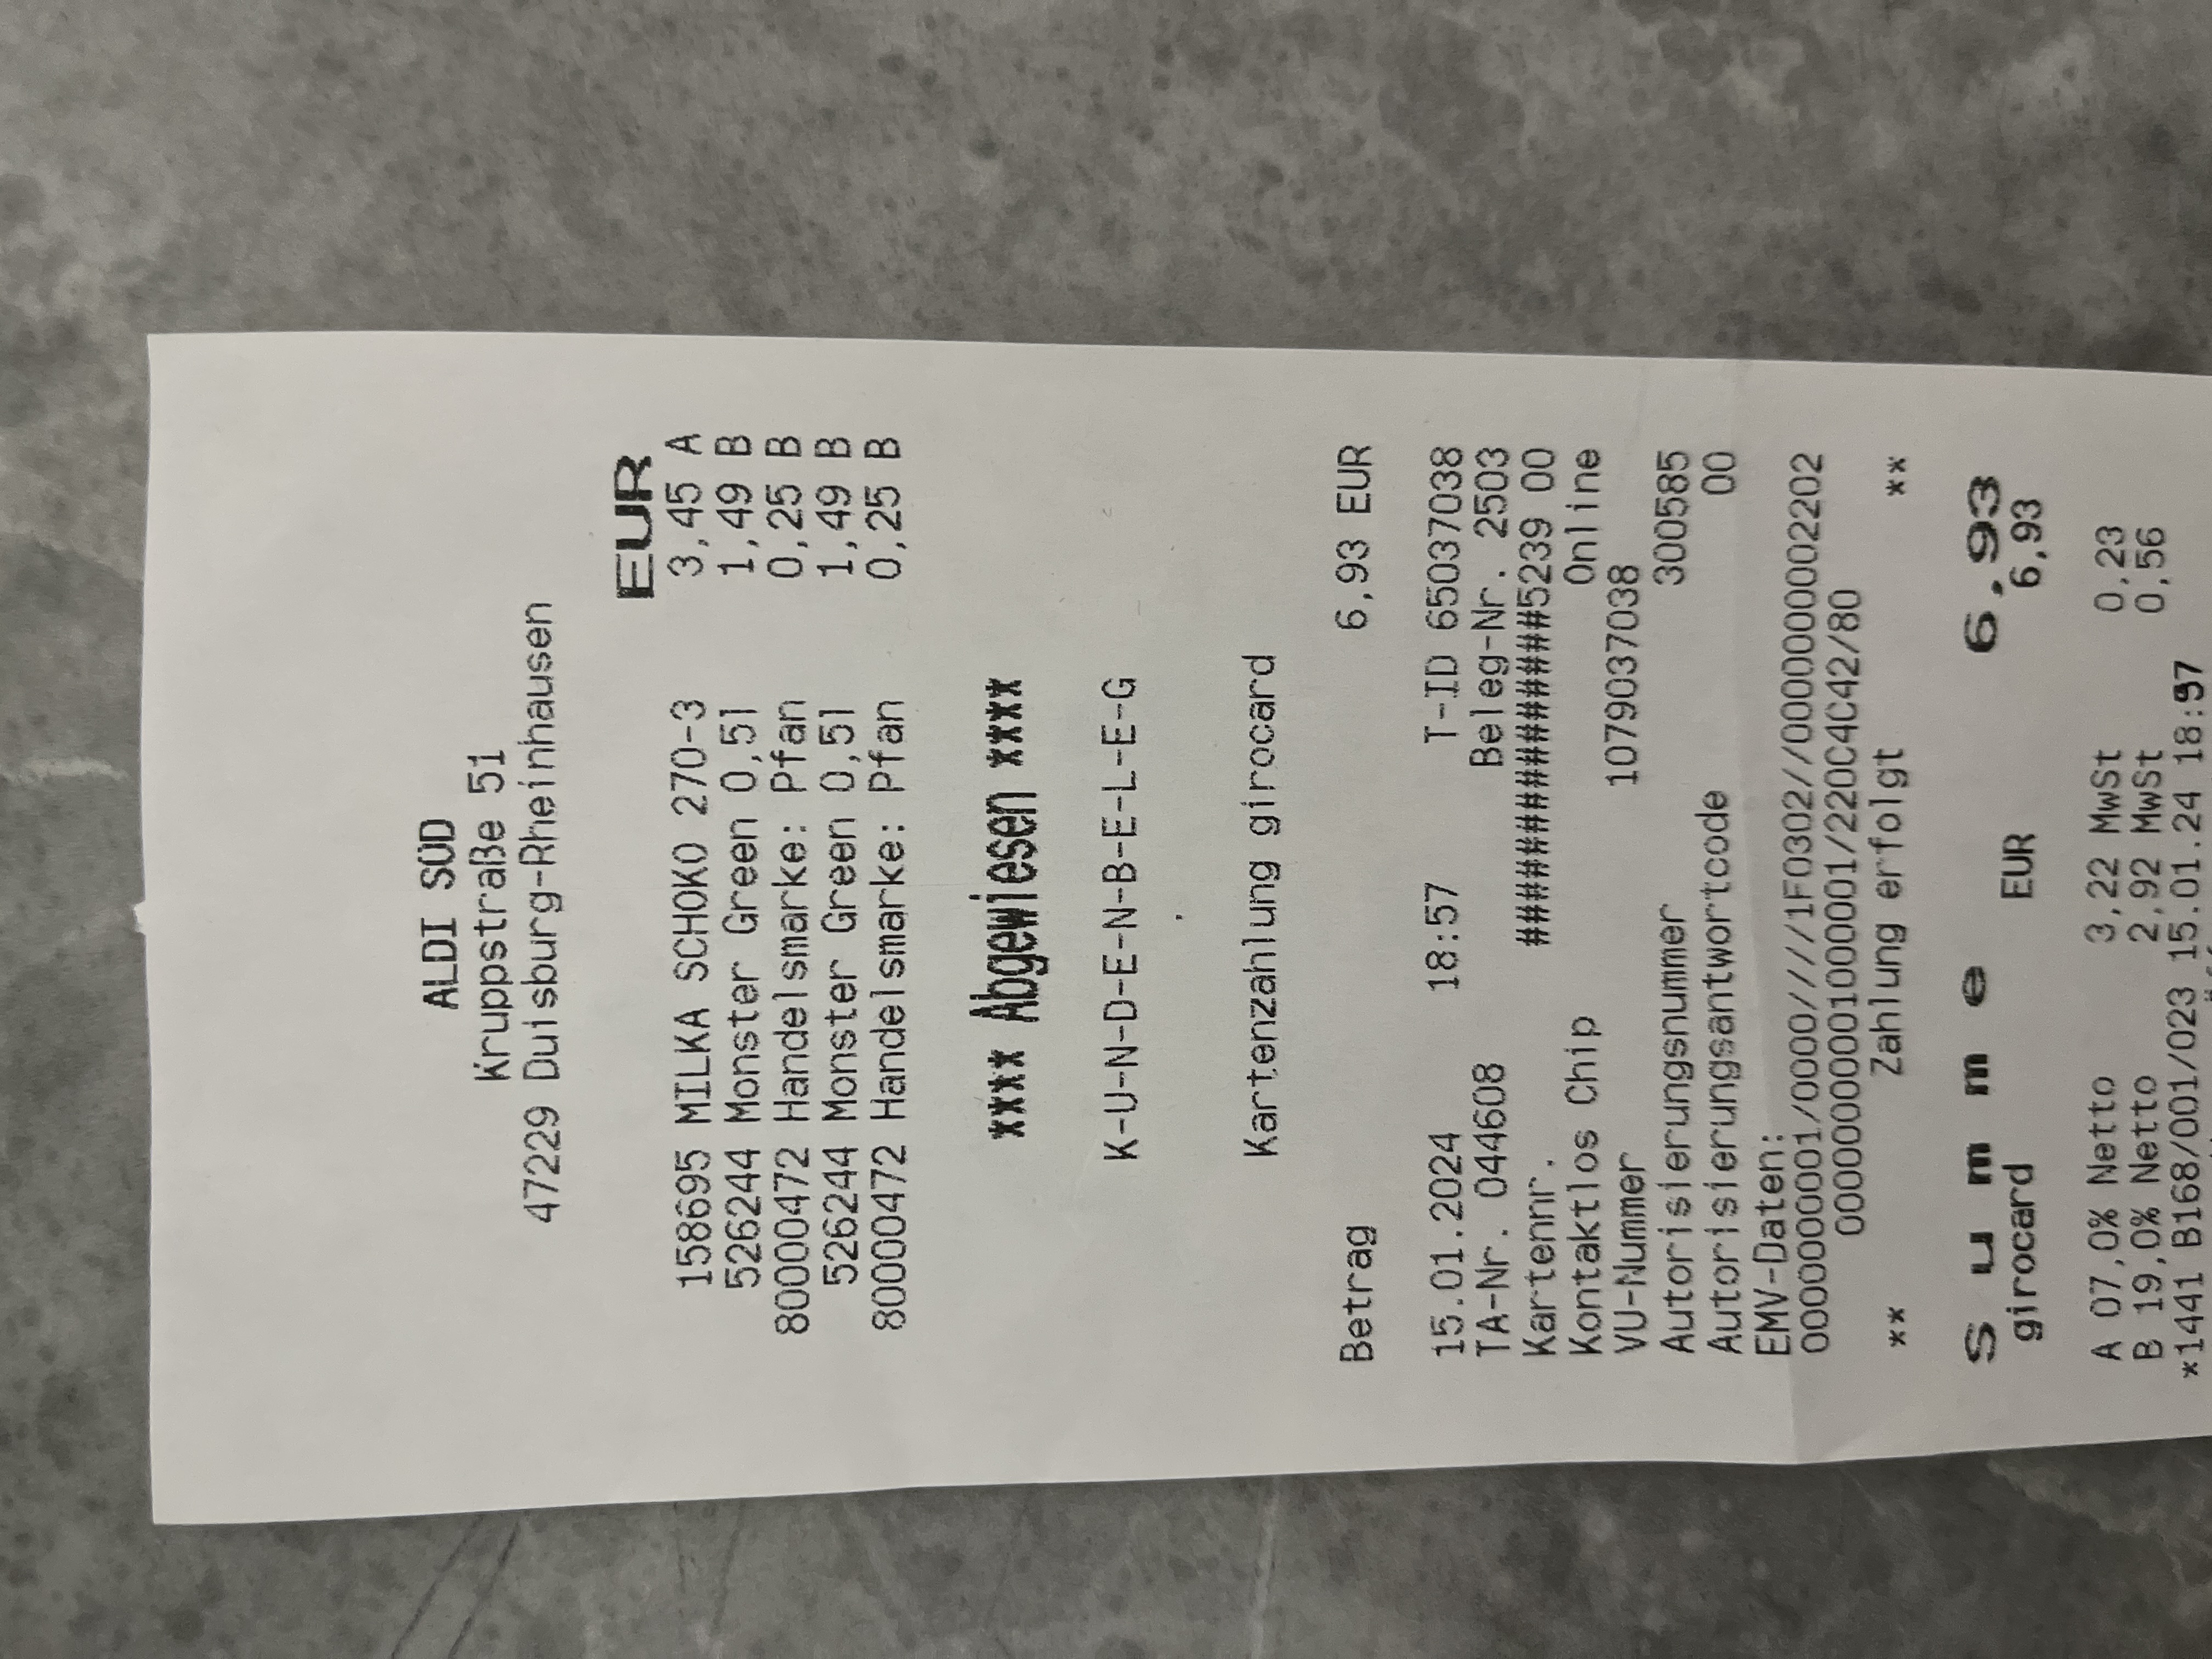 ALDI SÜD
Kruppstraße 51
47229 Duisburg-Rheinhausen
EUR
158695 MILKA SCHOKO 270-3 3,45 A
526244 Monster Green 0,5l 1,49 B
80000472 Handelsmarke: Pfan 0,25 B
526244 Monster Green 0,5l 1,49 B
80000472 Handelsmarke: Pfan 0,25 B
**** Abgewiesen ****
K-U-N-D-E-N-B-E-L-E-G
.
Kartenzahlung girocard
Betrag 6,93 EUR
15.01.2024 18:57 T-ID 65037038
TA-Nr. 044608 Beleg-Nr. 2503
Kartennr. ###############5239 00
Kontaktlos Chip Online
VU-Nummer 1079037038
Autorisierungsnummer 300585
Autorisierungsantwortcode 00
EMV-Daten:
0000000001/0000////1F0302//0000000002202
00000000001000001/220C4C42/80
** Zahlung erfolgt **
Summe 6,93
girocard EUR 6,93
A 07,0% Netto 3,22 MwSt 0,23
B 19,0% Netto 2,92 MwSt 0,56
*1441 B168/001/023 15.01.24 18:57